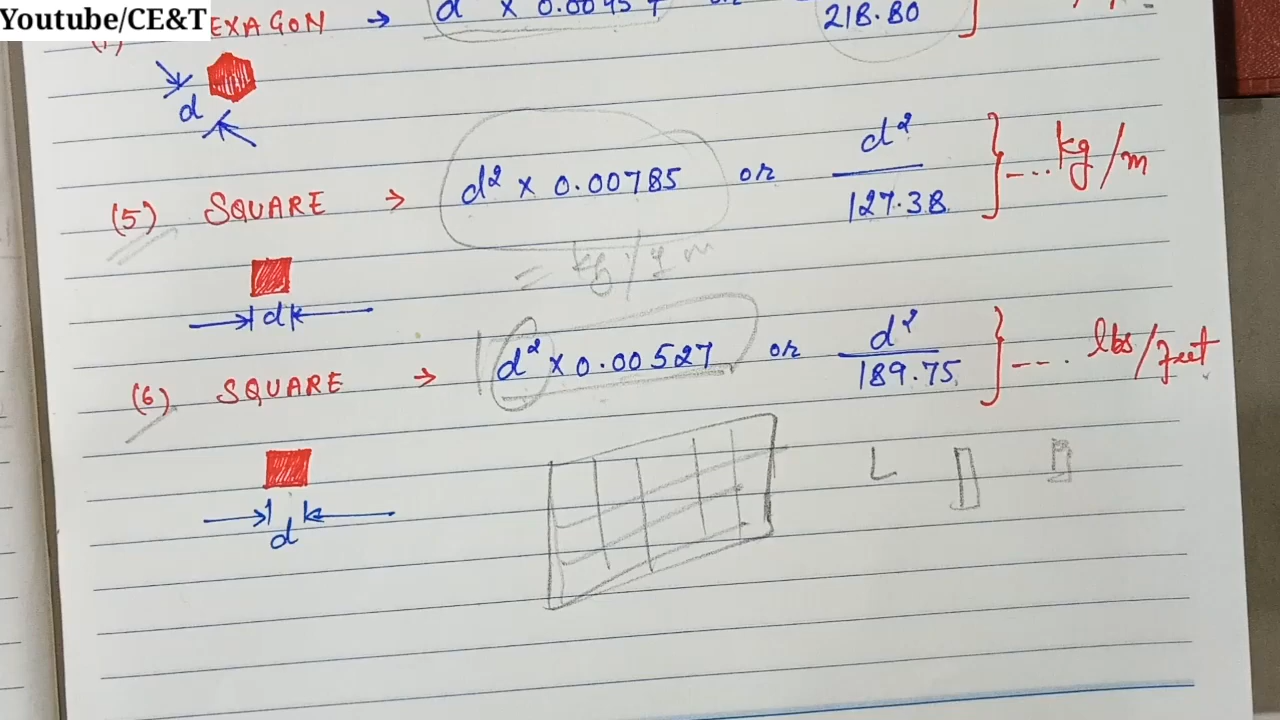 Youtube/CE&T
EXAGON → d × 0.0045
218.80
d
(5) SQUARE → d² × 0.00785 or d² / 127.38 } --- kg/m
= kg/
d
(6) SQUARE → d² × 0.00527 or d² / 189.75 } --- lbs/feet
d
L